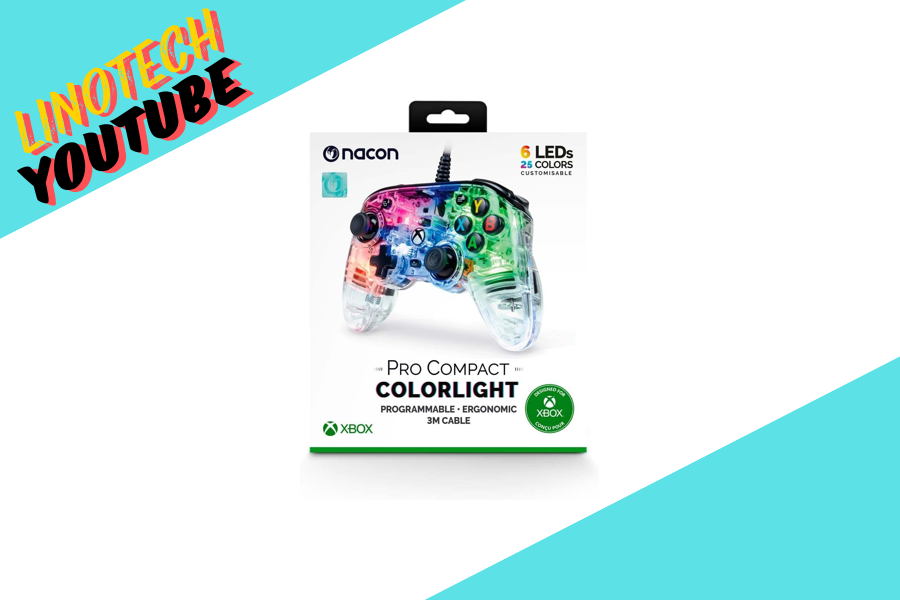 LINOTECH
YOUTUBE
nacon
6 LEDs
25 COLORS
CUSTOMISABLE
Y
X
B
A
PRO COMPACT
COLORLIGHT
PROGRAMMABLE • ERGONOMIC
3M CABLE
XBOX
DESIGNED FOR
XBOX
CONÇU POUR